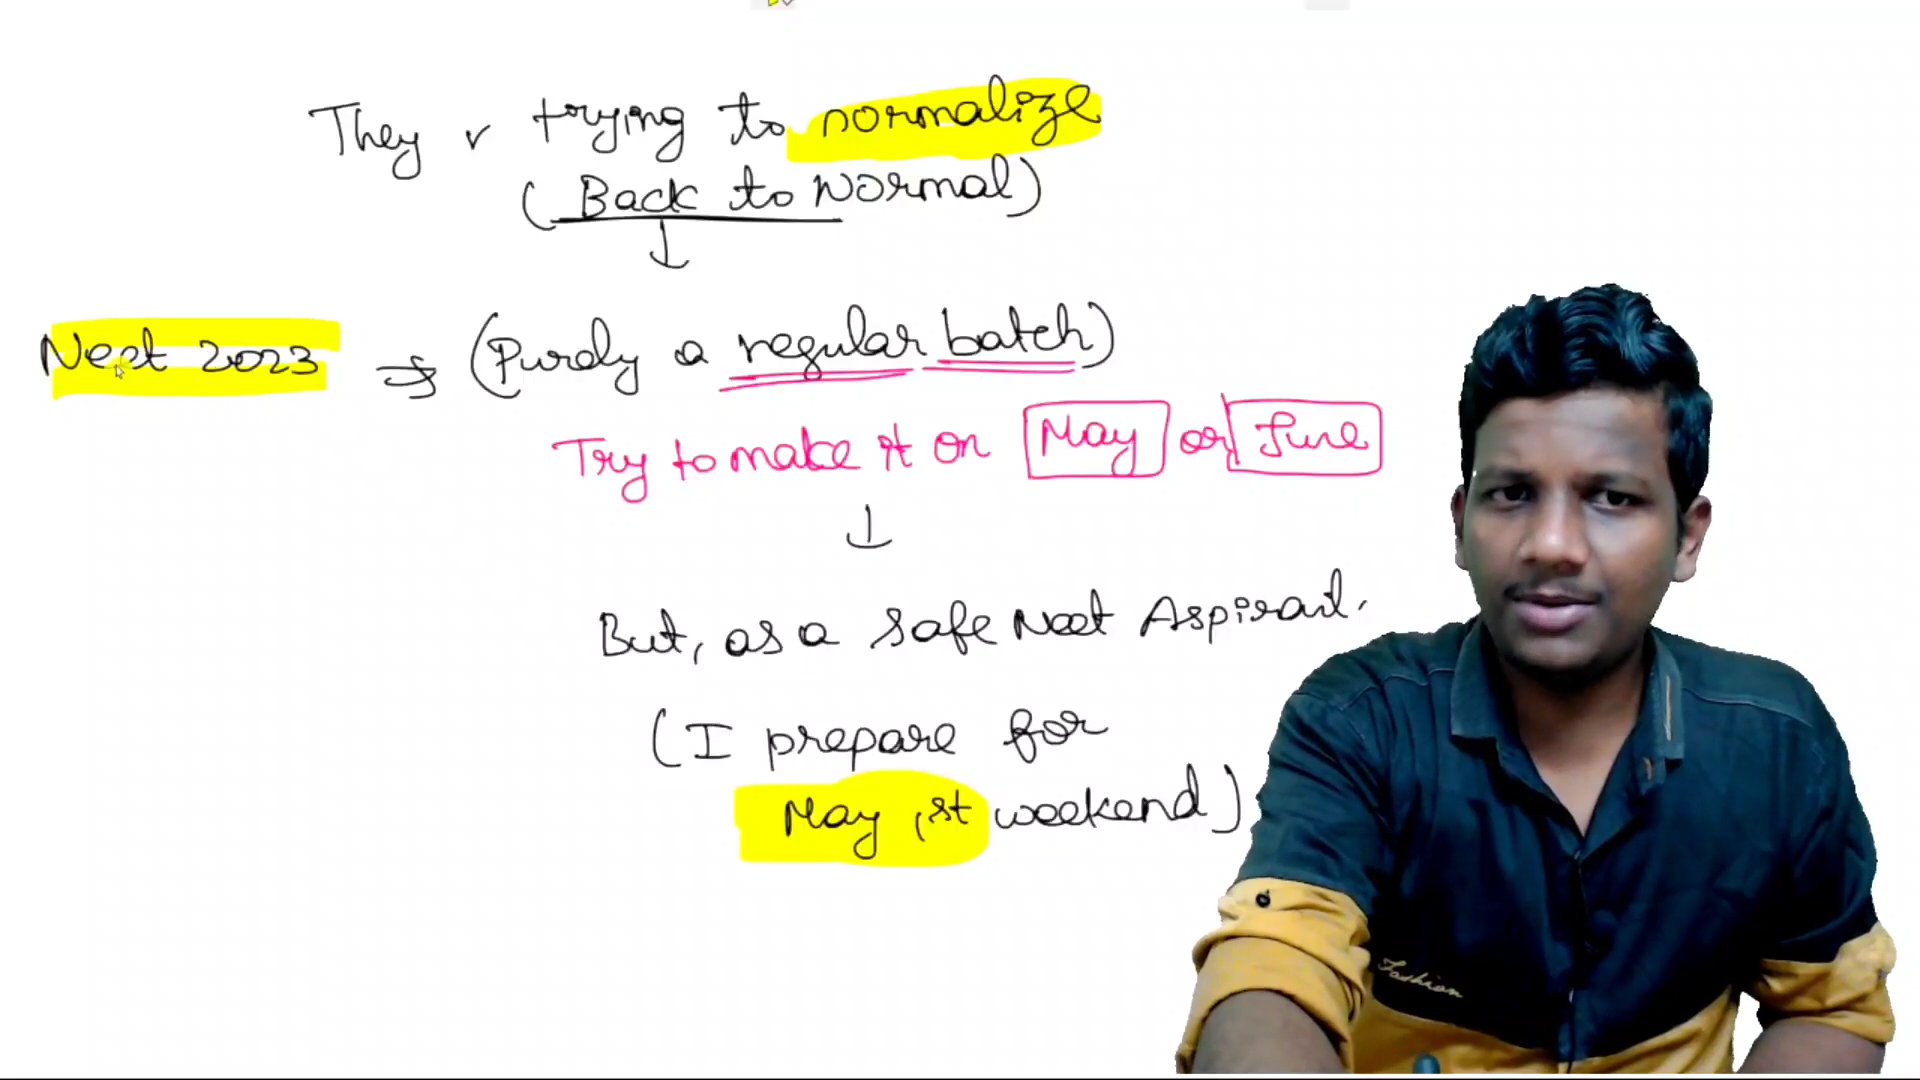 They r trying to normalize
(Back to Normal)
Neet 2023 ⇒ (Purely a regular batch)
Try to make it on May or June
↓
But, as a safe Neet Aspirant.
(I prepare for
May 1st weekend)
Fashion